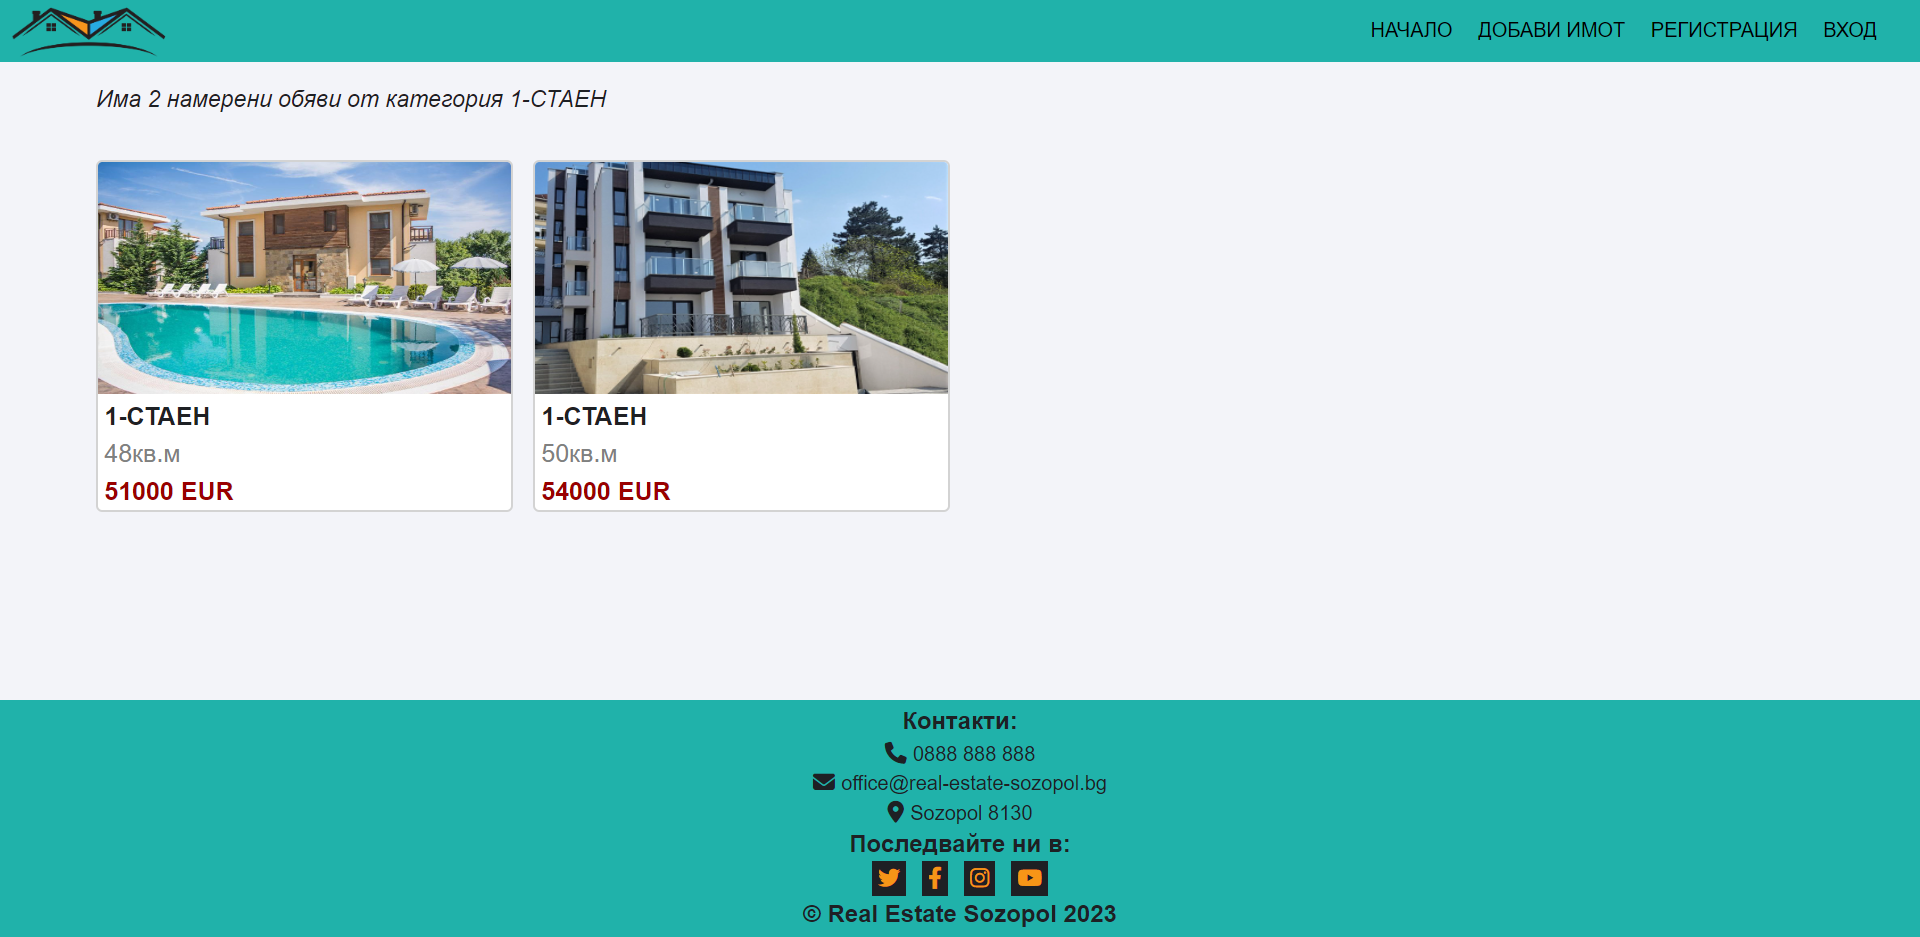 НАЧАЛО ДОБАВИ ИМОТ РЕГИСТРАЦИЯ ВХОД
Има 2 намерени обяви от категория 1-СТАЕН
1-СТАЕН
48кв.м
51000 EUR
1-СТАЕН
50кв.м
54000 EUR
Контакти:
0888 888 888
office@real-estate-sozopol.bg
Sozopol 8130
Последвайте ни в:
© Real Estate Sozopol 2023